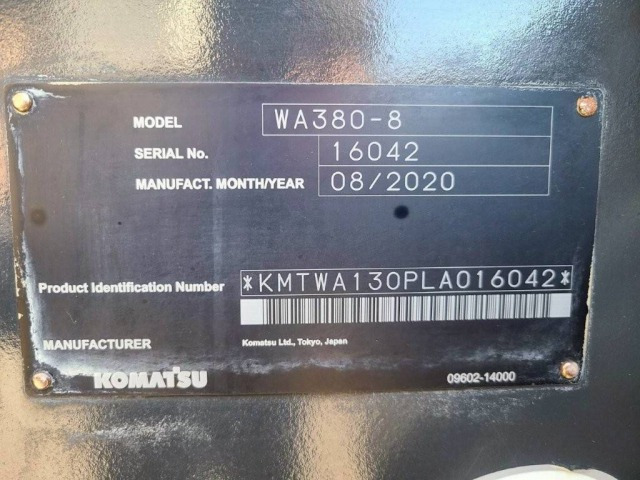 MODEL WA380-8
SERIAL No. 16042
MANUFACT. MONTH/YEAR 08/2020
Product Identification Number *KMTWA130PLA016042*
MANUFACTURER Komatsu Ltd., Tokyo, Japan
KOMATSU 09602-14000